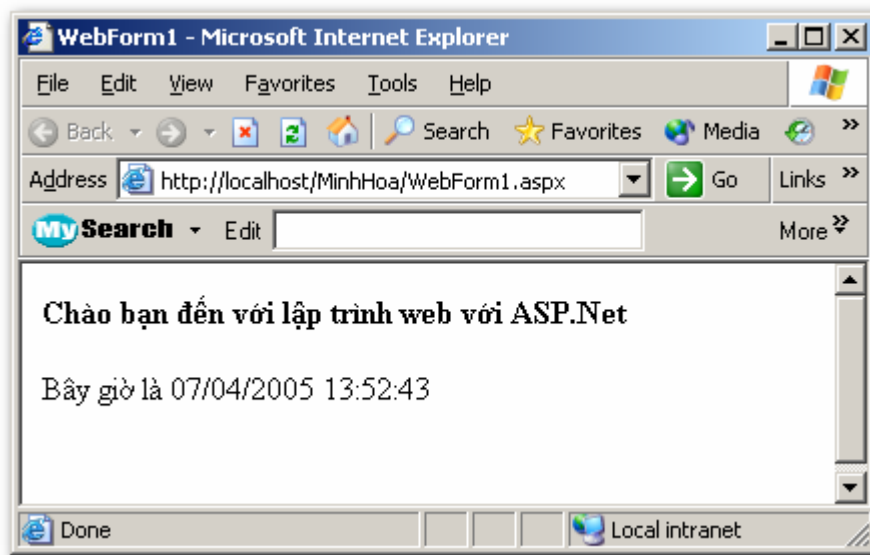 WebForm1 - Microsoft Internet Explorer
File Edit View Favorites Tools Help
Back Search Favorites Media »
Address http://localhost/MinhHoa/WebForm1.aspx Go Links »
My Search Edit More »
Chào bạn đến với lập trình web với ASP.Net
Bây giờ là 07/04/2005 13:52:43
Done Local intranet